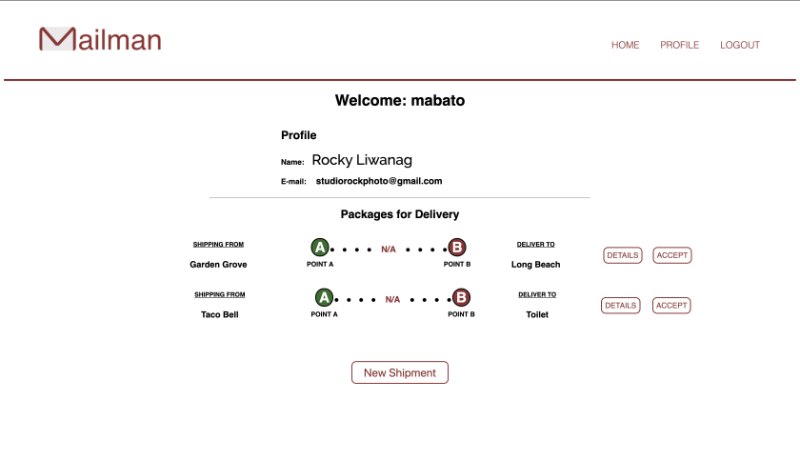 Mailman
HOME PROFILE LOGOUT
Welcome: mabato
Profile
Name: Rocky Liwanag
E-mail: studiorockphoto@gmail.com
Packages for Delivery
SHIPPING FROM A N/A B DELIVER TO
Garden Grove POINT A POINT B Long Beach DETAILS ACCEPT
SHIPPING FROM A N/A B DELIVER TO
Taco Bell POINT A POINT B Toilet DETAILS ACCEPT
New Shipment